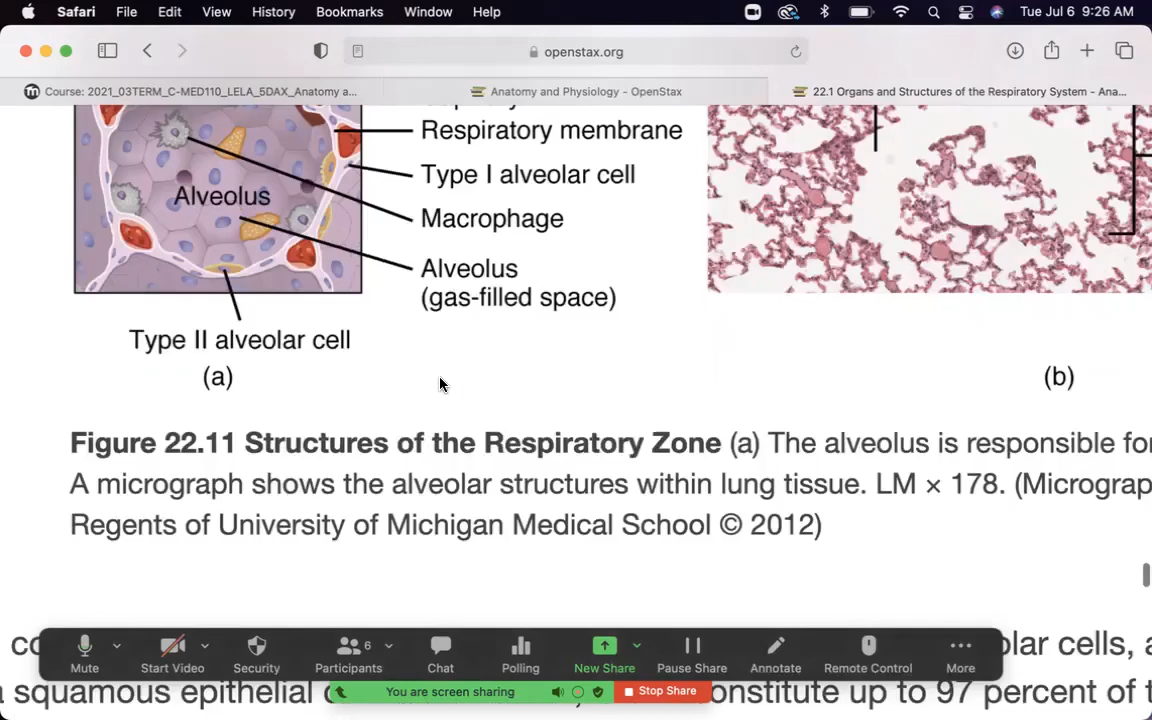 Safari File Edit View History Bookmarks Window Help Tue Jul 6 9:26 AM
openstax.org
Course: 2021_03TERM_C-MED110_LELA_5DAX_Anatomy a...
Anatomy and Physiology - OpenStax
22.1 Organs and Structures of the Respiratory System - Ana...
Respiratory membrane
Type I alveolar cell
Alveolus
Macrophage
Alveolus
(gas-filled space)
Type II alveolar cell
(a)
(b)
Figure 22.11 Structures of the Respiratory Zone (a) The alveolus is responsible for
A micrograph shows the alveolar structures within lung tissue. LM × 178. (Micrograp
Regents of University of Michigan Medical School © 2012)
olar cells, a
Mute Start Video Security Participants 6 Chat Polling New Share Pause Share Annotate Remote Control More
You are screen sharing Stop Share
a squamous epithelial constitute up to 97 percent of t